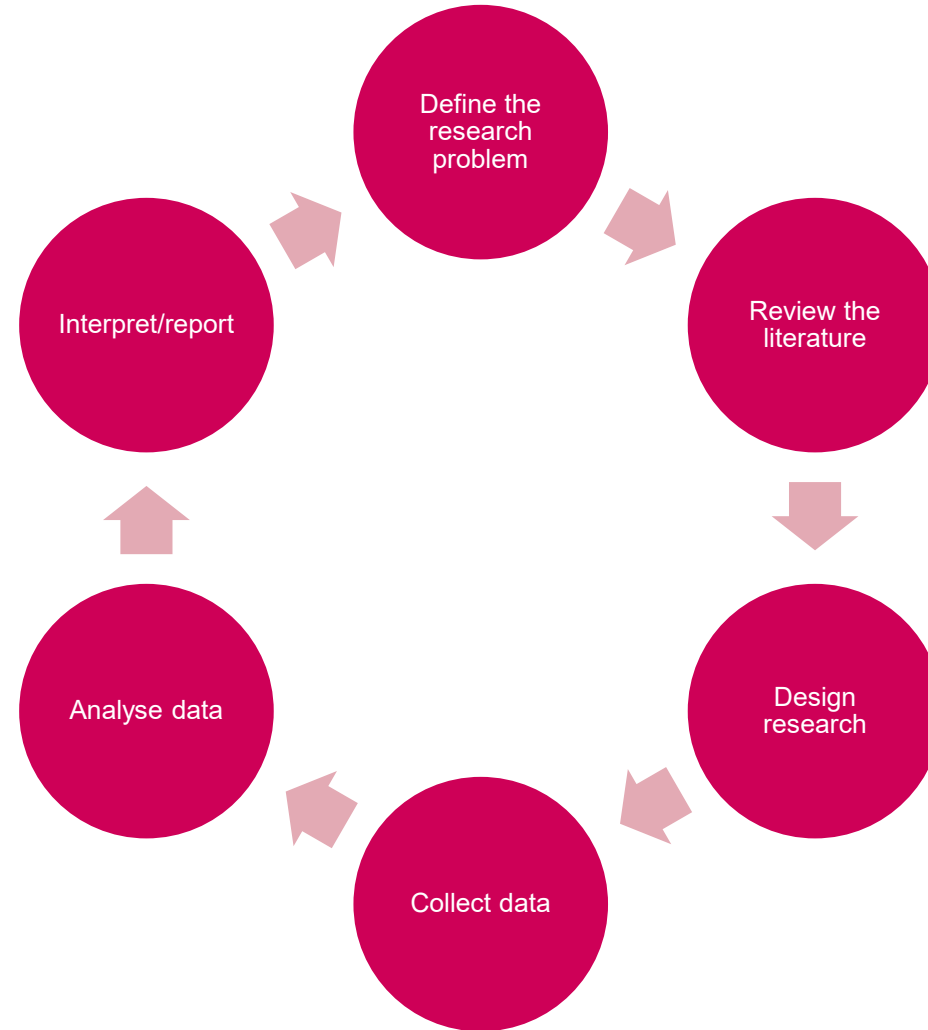 Define the
research
problem
Review the
literature
Design
research
Collect data
Analyse data
Interpret/report